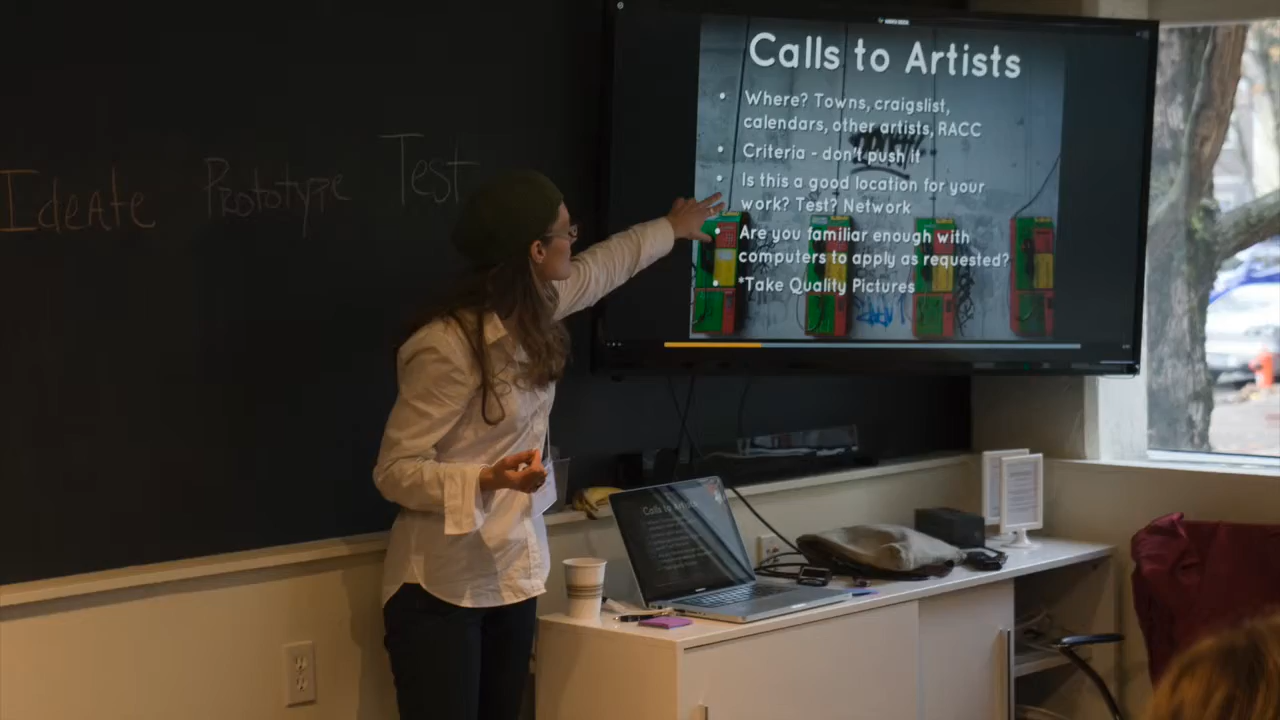 Ideate Prototype Test
Calls to Artists
• Where? Towns, craigslist,
calendars, other artists, RACC
• Criteria - don't push it
• Is this a good location for your
work? Test? Network
• Are you familiar enough with
computers to apply as requested?
• *Take Quality Pictures
Calls to Artists